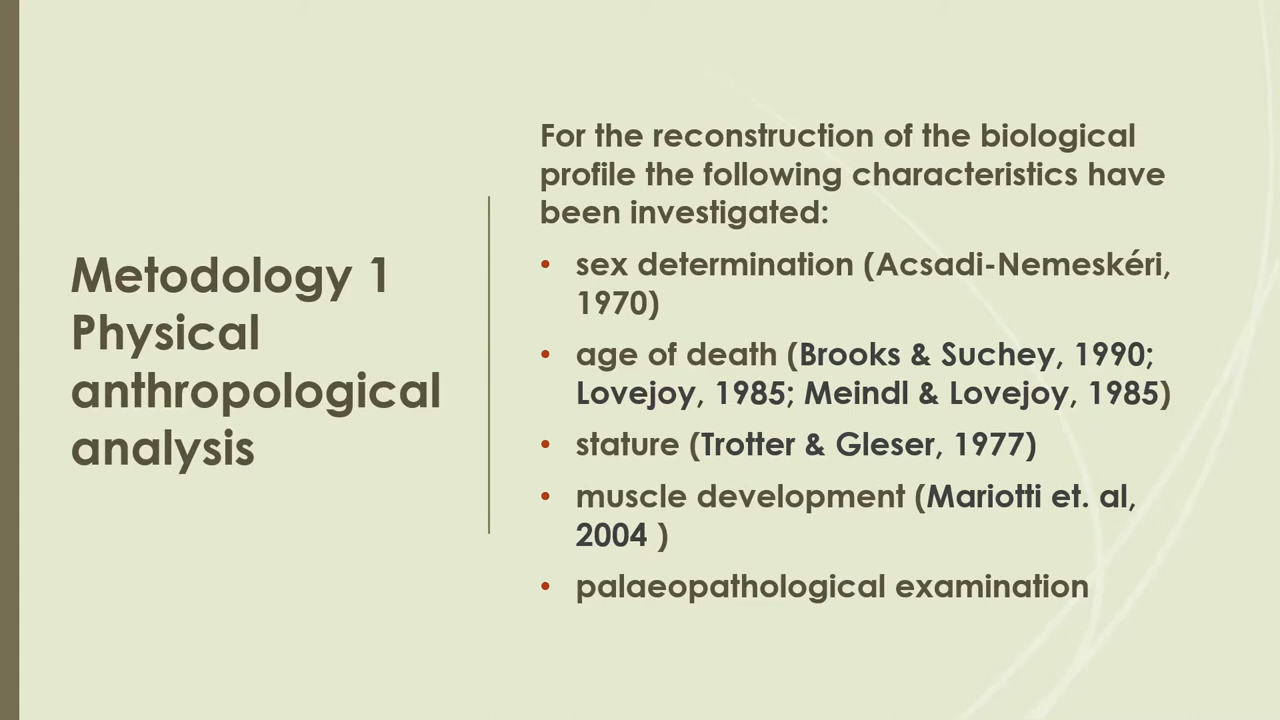 Metodology 1
Physical
anthropological
analysis
For the reconstruction of the biological
profile the following characteristics have
been investigated:
• sex determination (Acsadi-Nemeskéri,
1970)
• age of death (Brooks & Suchey, 1990;
Lovejoy, 1985; Meindl & Lovejoy, 1985)
• stature (Trotter & Gleser, 1977)
• muscle development (Mariotti et. al,
2004 )
• palaeopathological examination